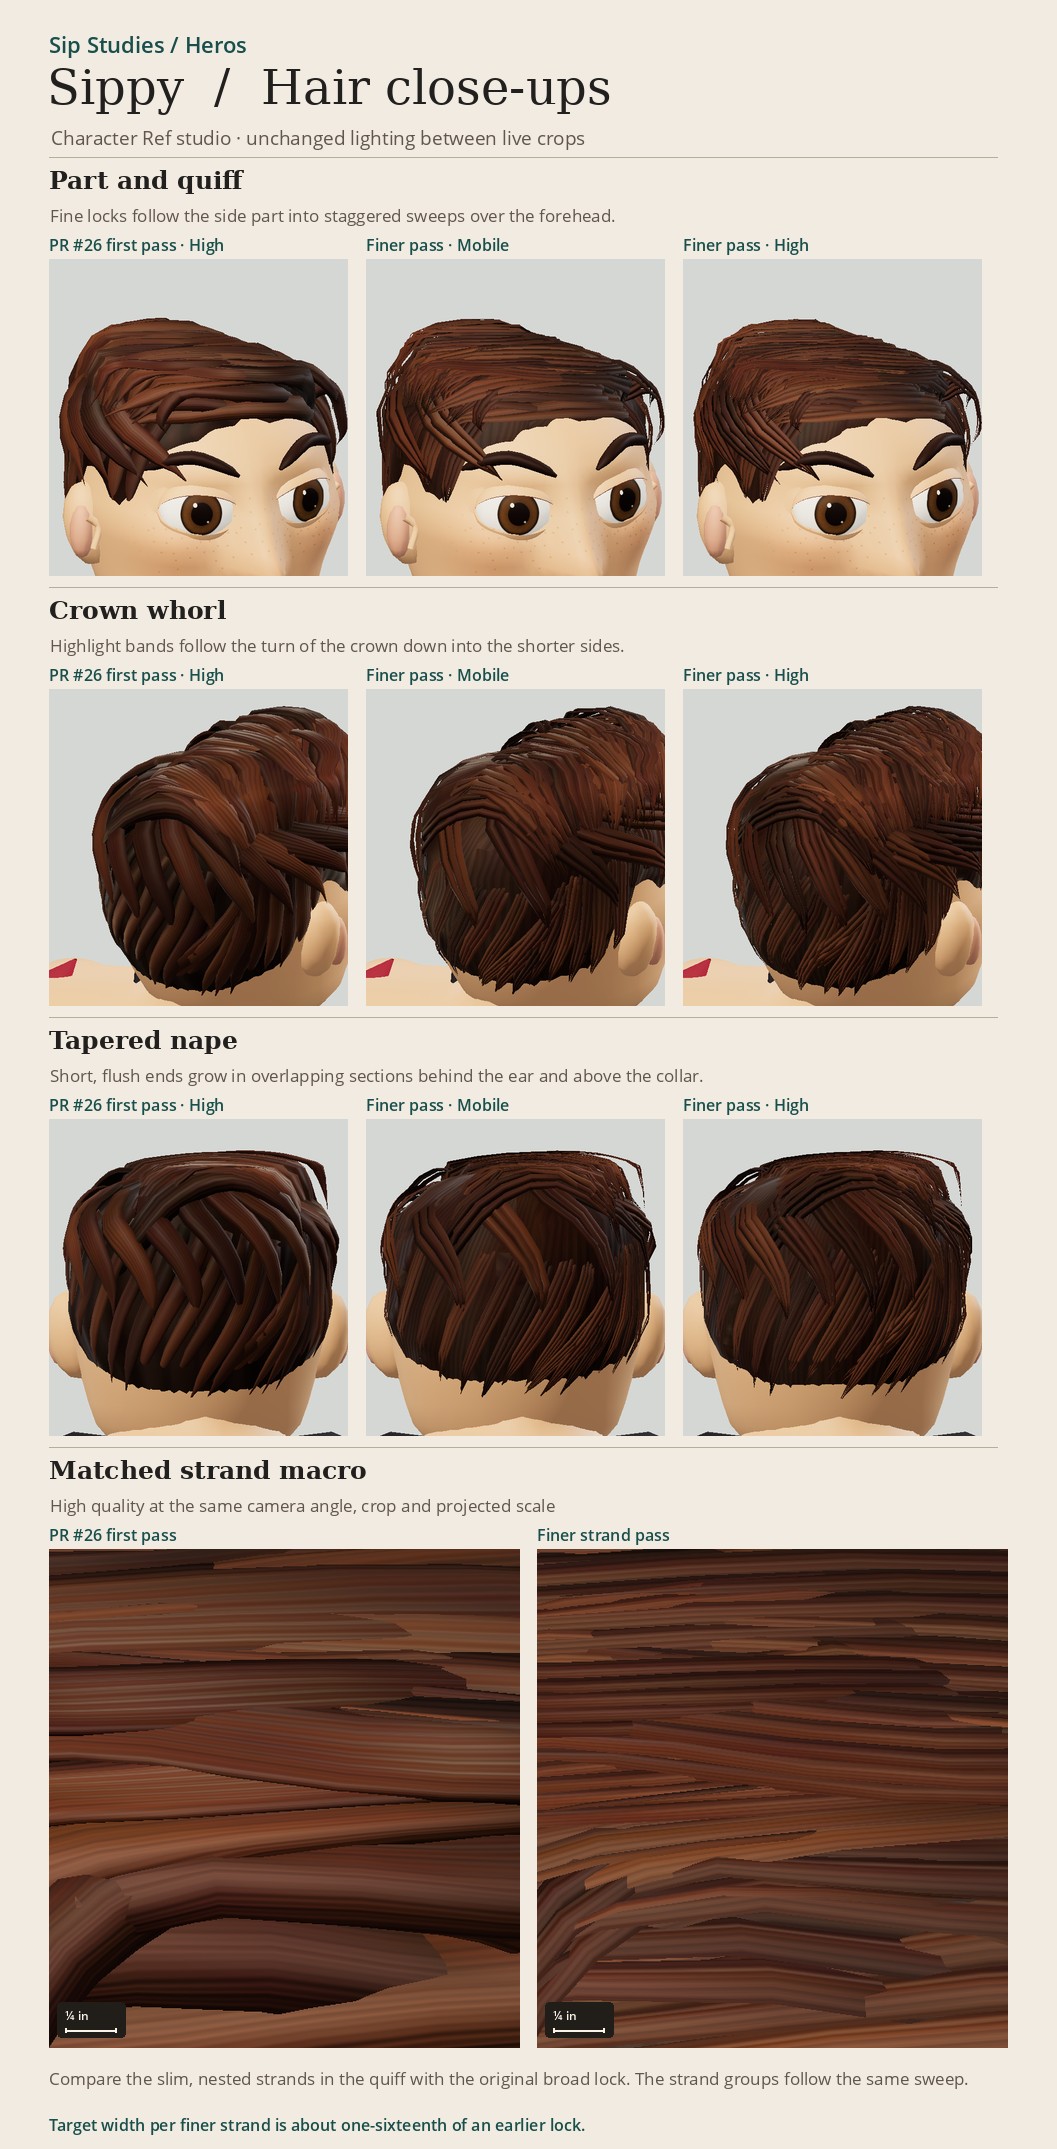 Sip Studies / Heros
Sippy / Hair close-ups
Character Ref studio · unchanged lighting between live crops
Part and quiff
Fine locks follow the side part into staggered sweeps over the forehead.
PR #26 first pass · High
Finer pass · Mobile
Finer pass · High
Crown whorl
Highlight bands follow the turn of the crown down into the shorter sides.
PR #26 first pass · High
Finer pass · Mobile
Finer pass · High
Tapered nape
Short, flush ends grow in overlapping sections behind the ear and above the collar.
PR #26 first pass · High
Finer pass · Mobile
Finer pass · High
Matched strand macro
High quality at the same camera angle, crop and projected scale
PR #26 first pass
Finer strand pass
¼ in
¼ in
Compare the slim, nested strands in the quiff with the original broad lock. The strand groups follow the same sweep.
Target width per finer strand is about one-sixteenth of an earlier lock.